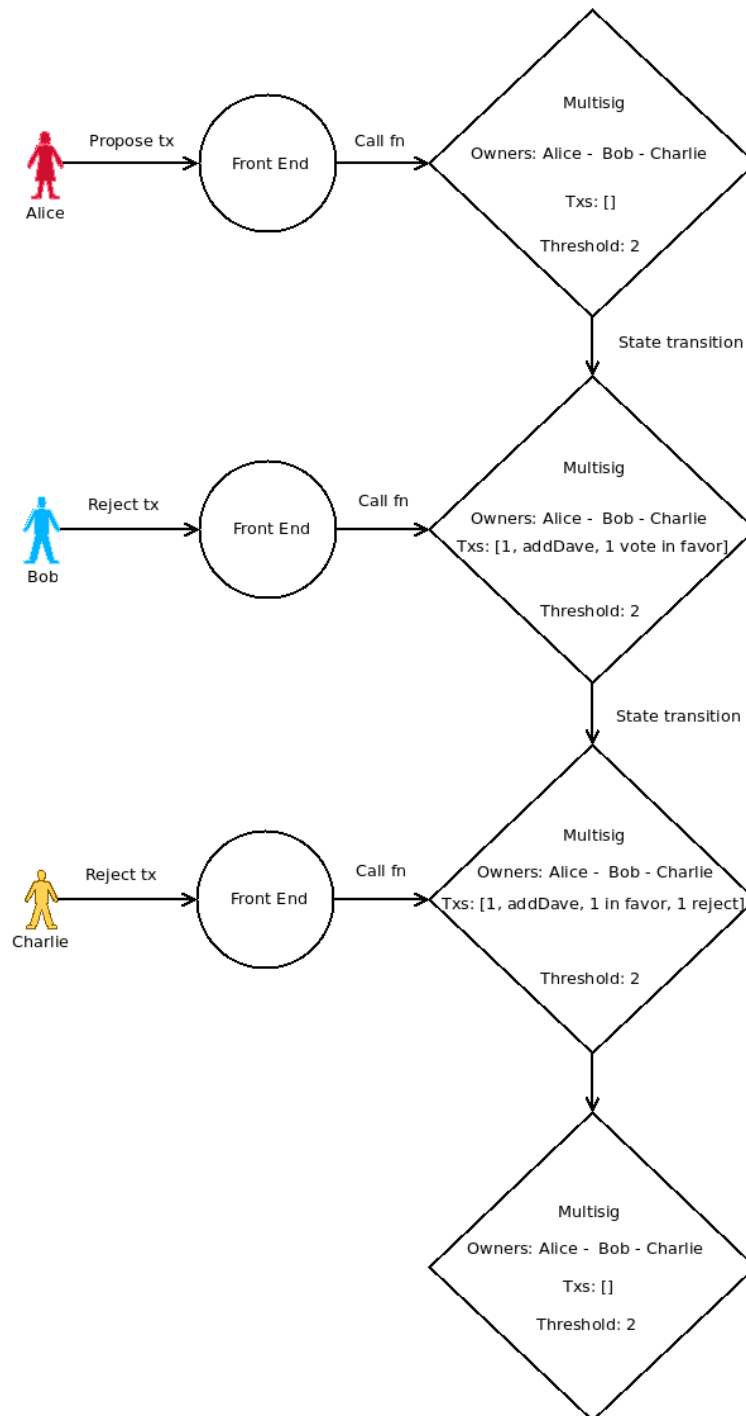 Multisig
Propose tx
Call fn
Owners: Alice -  Bob - Charlie
Front End
Alice
Txs: []
Threshold: 2
State transition
Multisig
Reject tx
Call fn
Owners: Alice -  Bob - Charlie
Front End
Txs: [1, addDave, 1 vote in favor]
Bob
Threshold: 2
State transition
Multisig
Reject tx
Call fn
Owners: Alice -  Bob - Charlie
Front End
Txs: [1, addDave, 1 in favor, 1 reject]
Charlie
Threshold: 2
Multisig
Owners: Alice -  Bob - Charlie
Txs: []
Threshold: 2